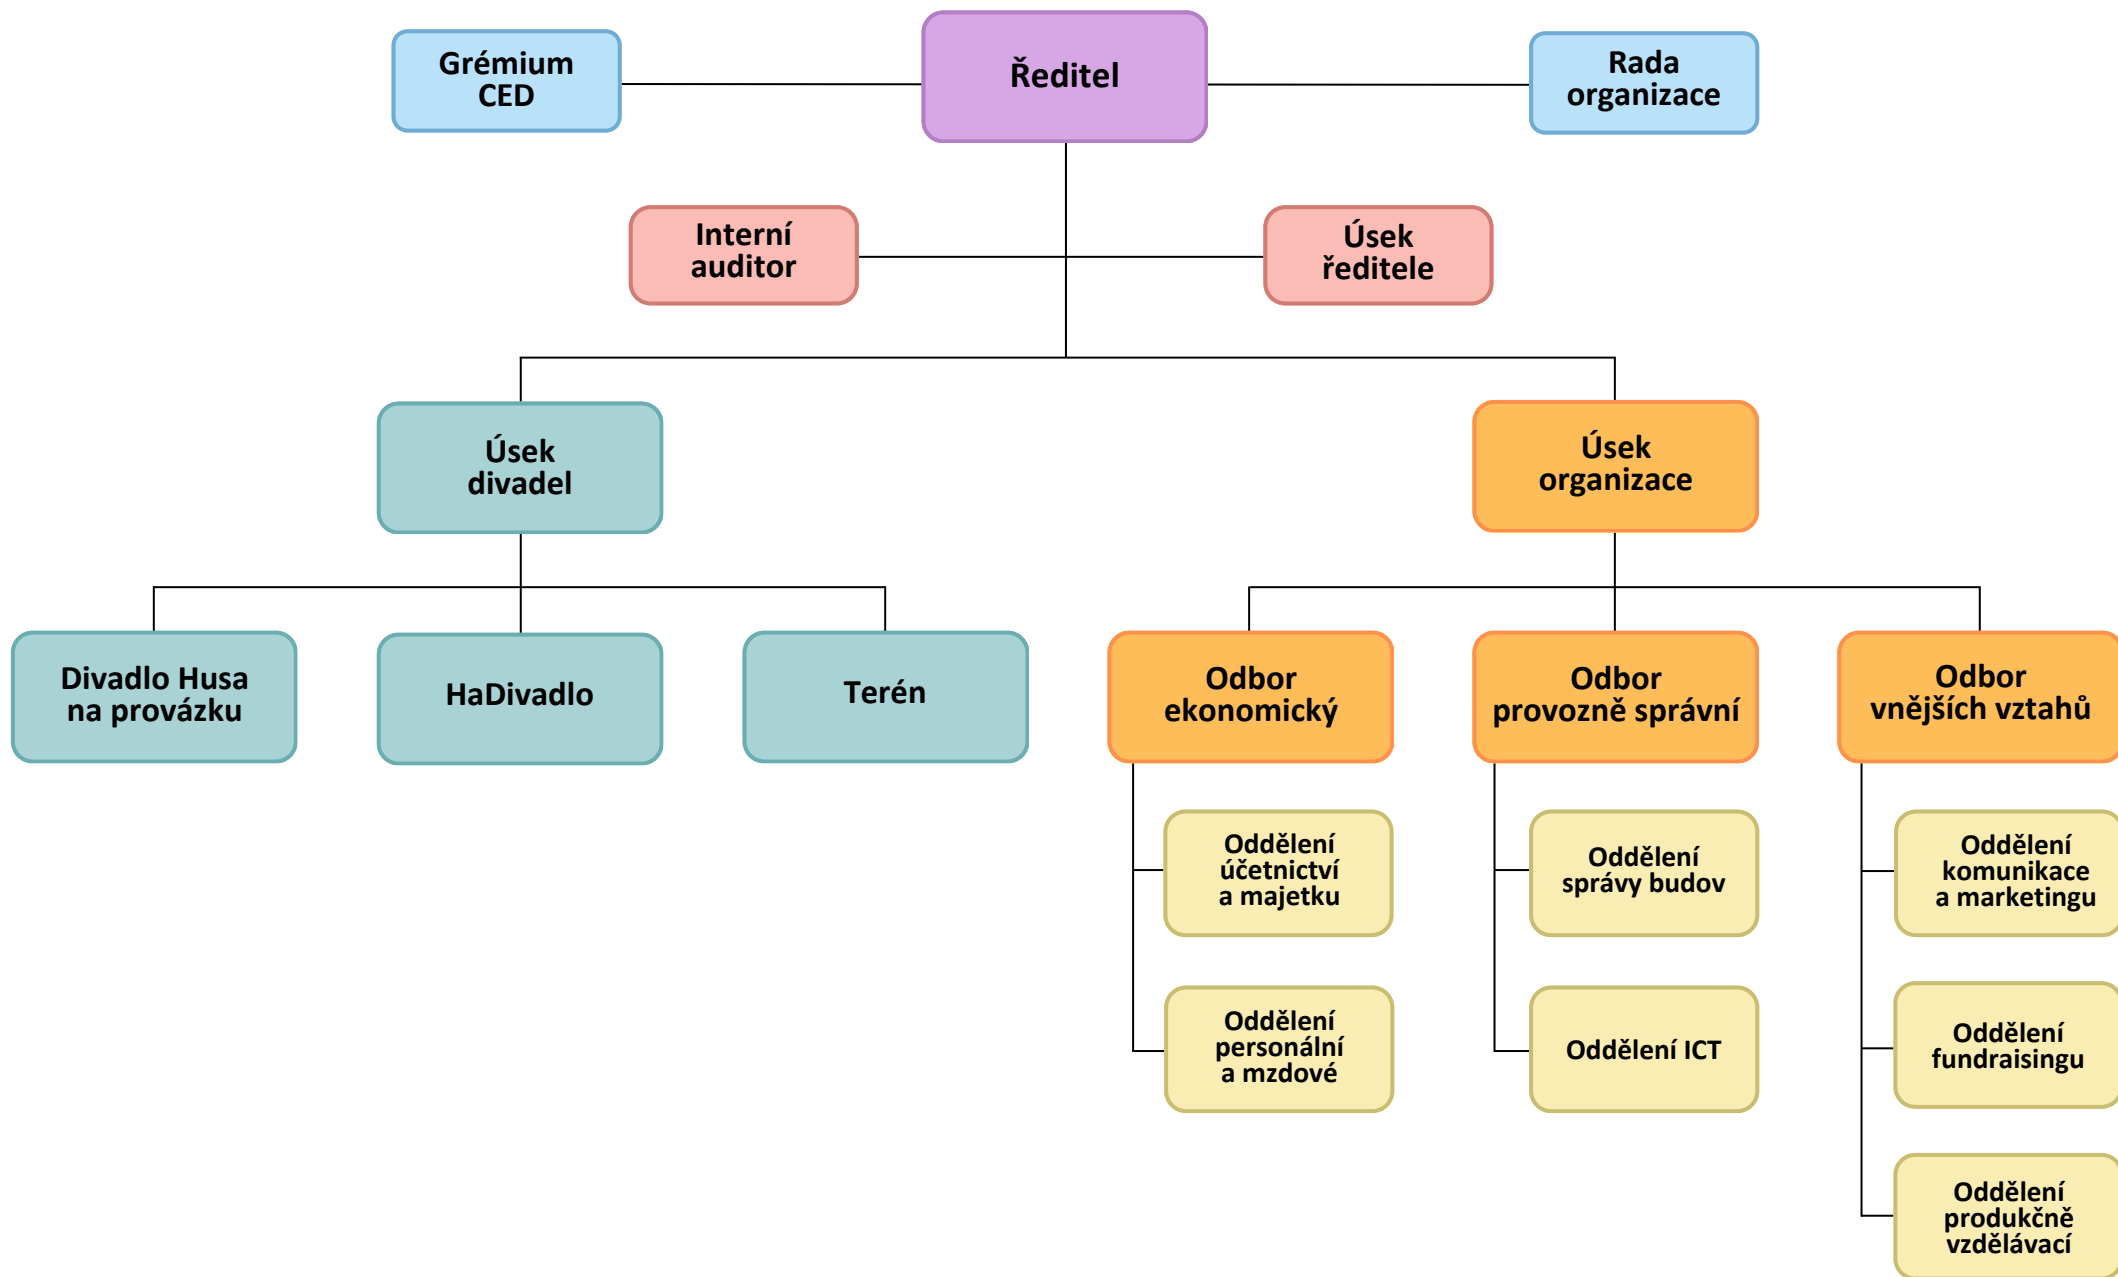 Grémium
CED
Ředitel
Rada
organizace
Interní
auditor
Úsek
ředitele
Úsek
divadel
Úsek
organizace
Divadlo Husa
na provázku
HaDivadlo
Terén
Odbor
ekonomický
Odbor
provozně správní
Odbor
vnějších vztahů
Oddělení
účetnictví
a majetku
Oddělení
správy budov
Oddělení
komunikace
a marketingu
Oddělení
personální
a mzdové
Oddělení ICT
Oddělení
fundraisingu
Oddělení
produkčně
vzdělávací